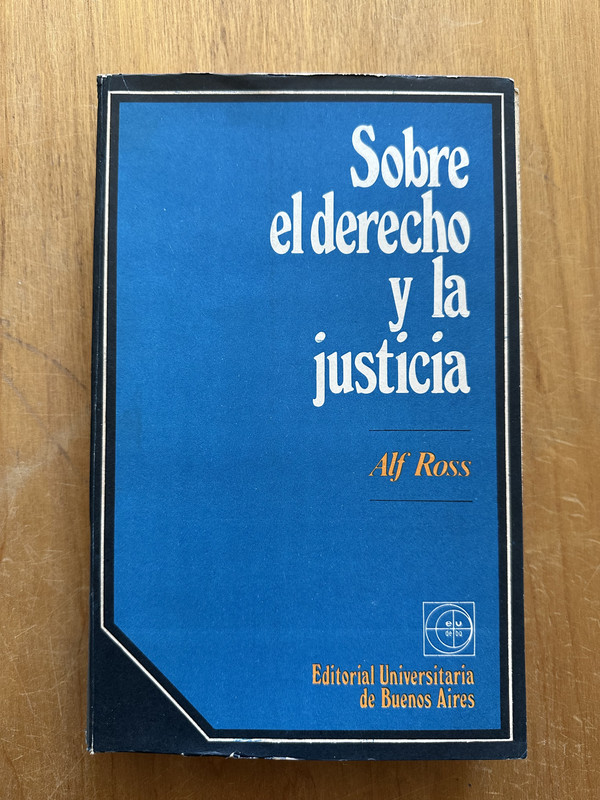 Sobre
el derecho
y la
justicia
Alf Ross
eu
de ba
Editorial Universitaria
de Buenos Aires